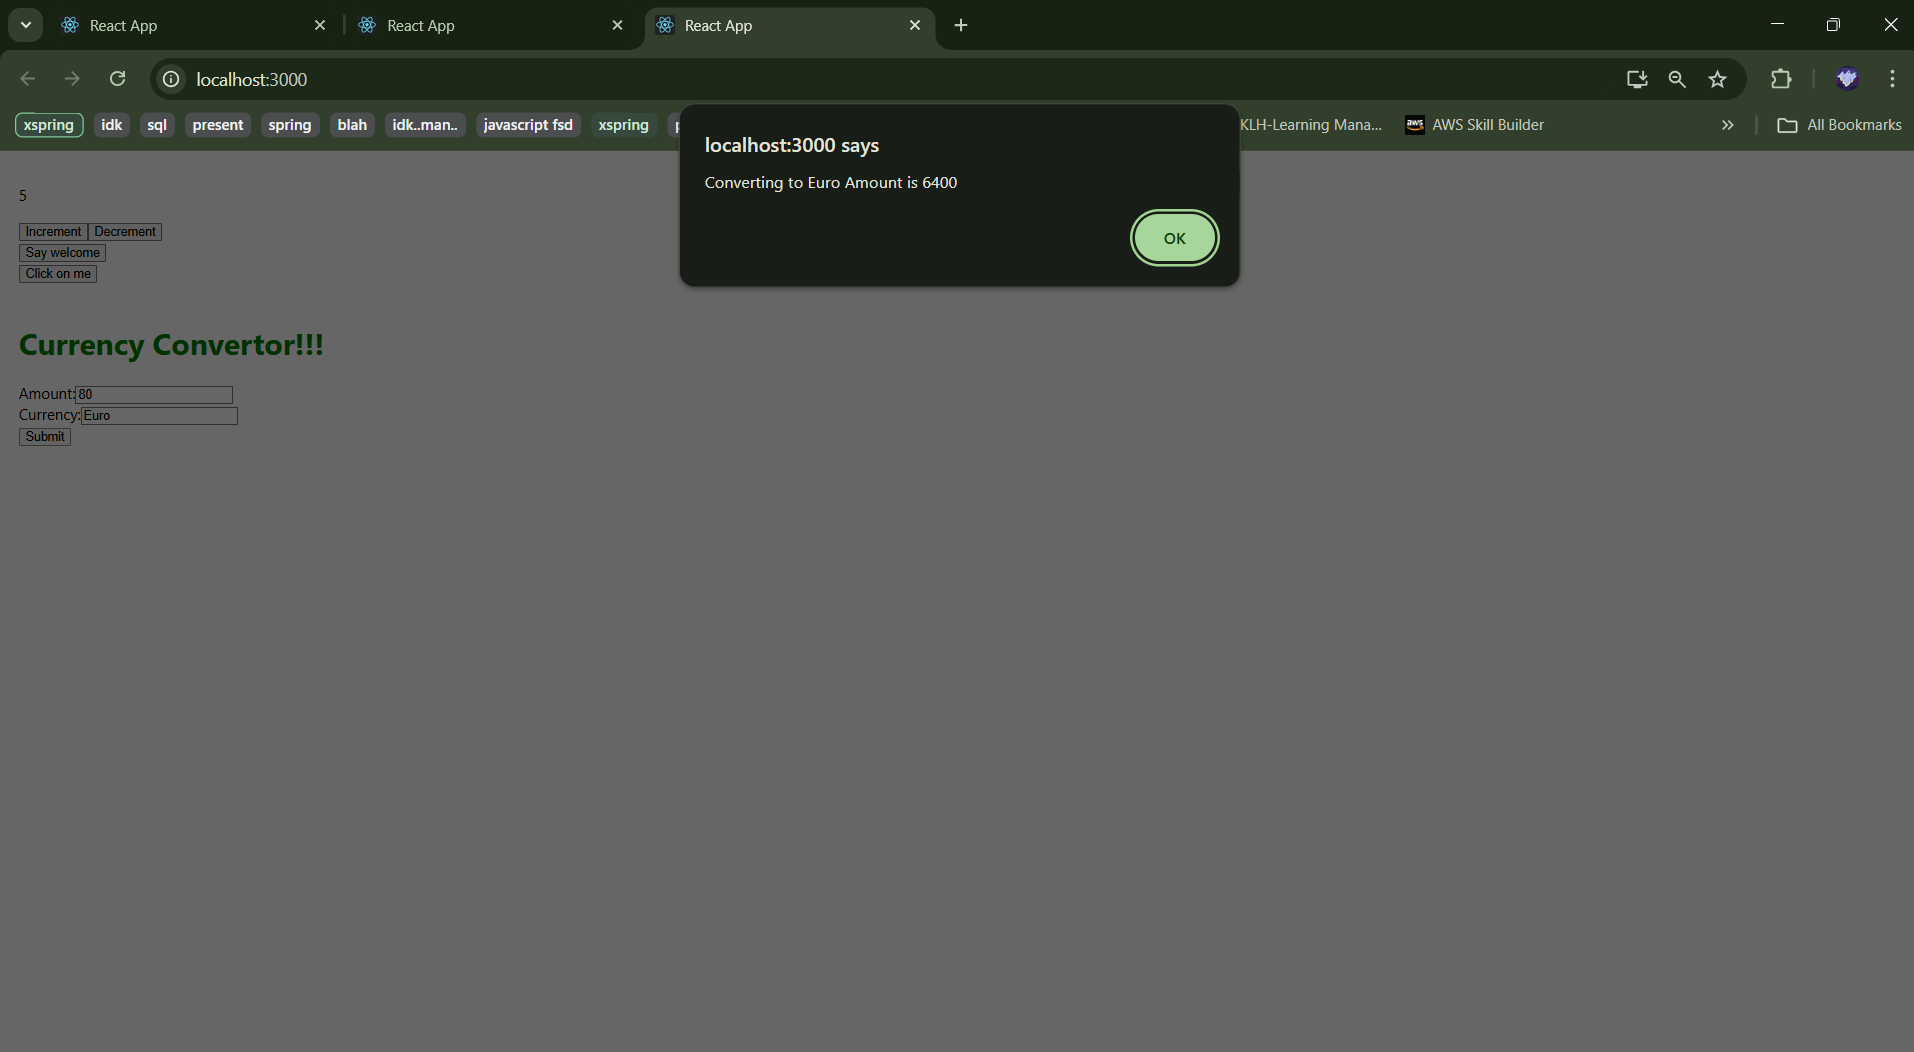 React App
React App
React App
localhost:3000
xspring
idk
sql
present
spring
blah
idk..man..
javascript fsd
xspring
KLH-Learning Mana...
AWS Skill Builder
All Bookmarks
localhost:3000 says
Converting to Euro Amount is 6400
OK
5
Increment Decrement
Say welcome
Click on me
Currency Convertor!!!
Amount:80
Currency:Euro
Submit